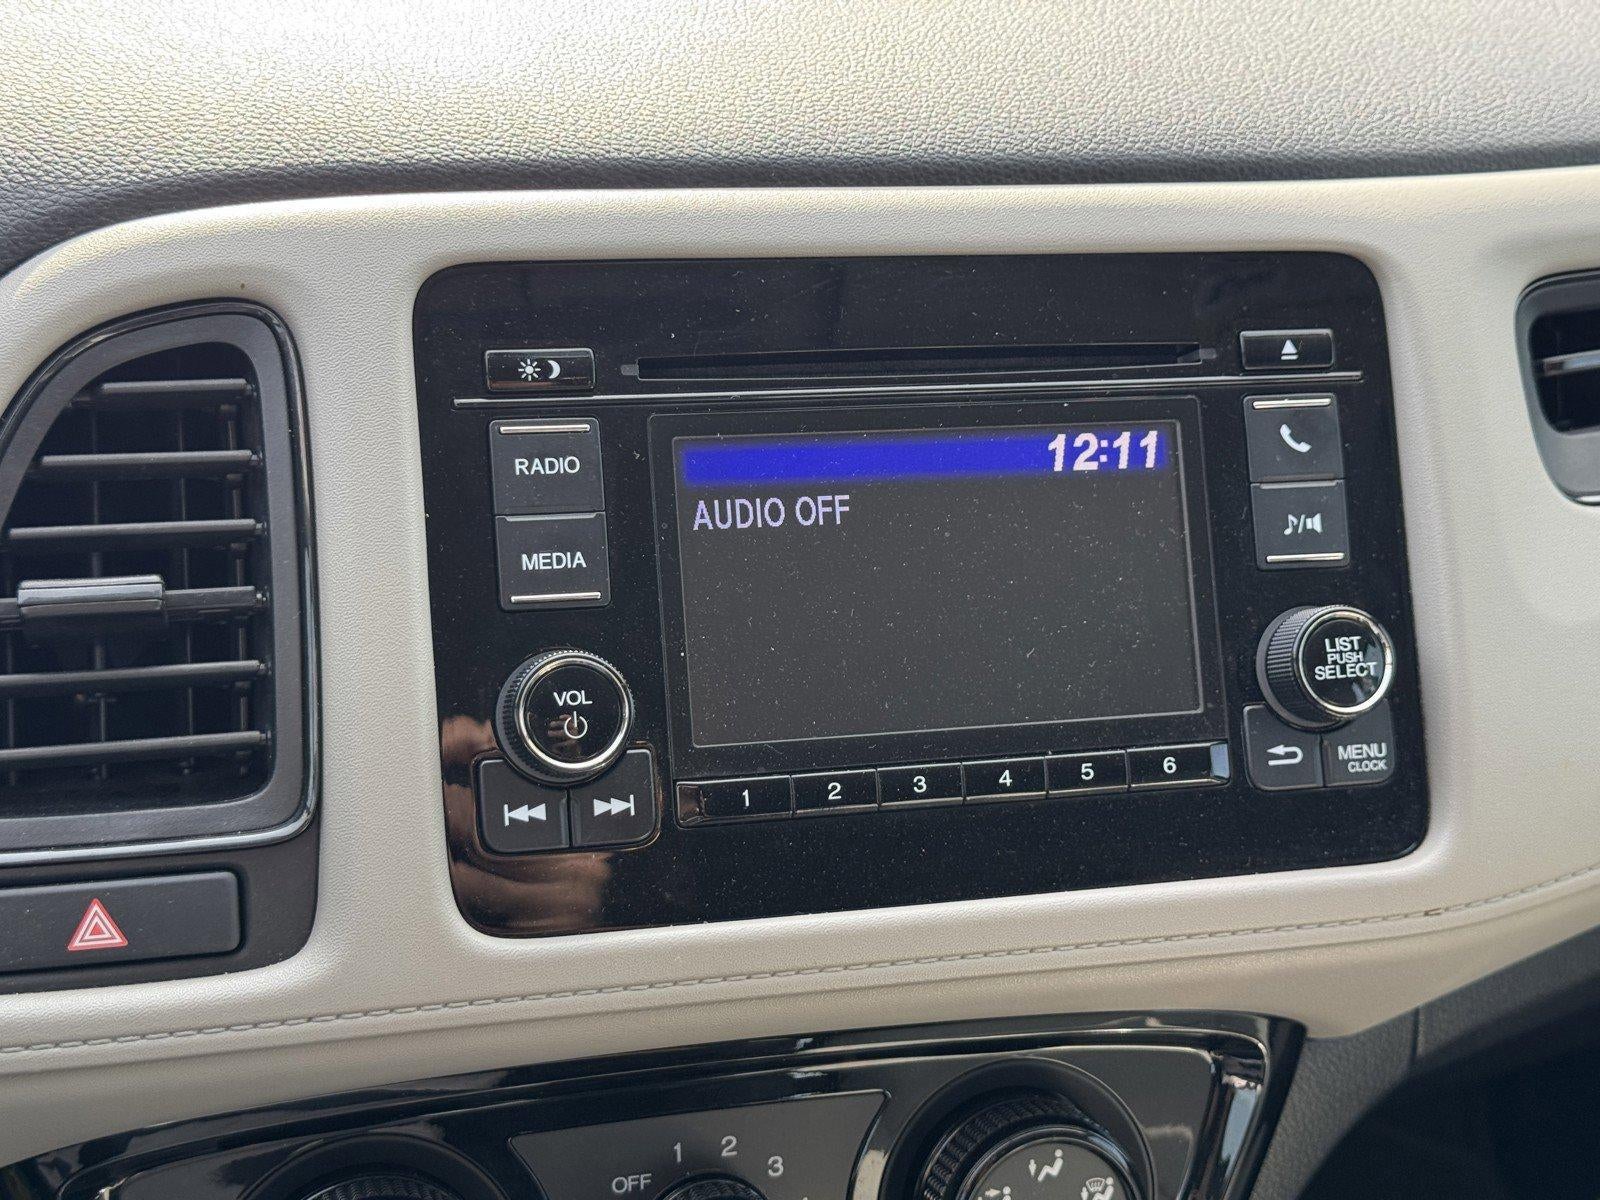 12:11
AUDIO OFF
RADIO
MEDIA
VOL
LIST
PUSH
SELECT
MENU
CLOCK
1 2 3 4 5 6
OFF 1 2 3